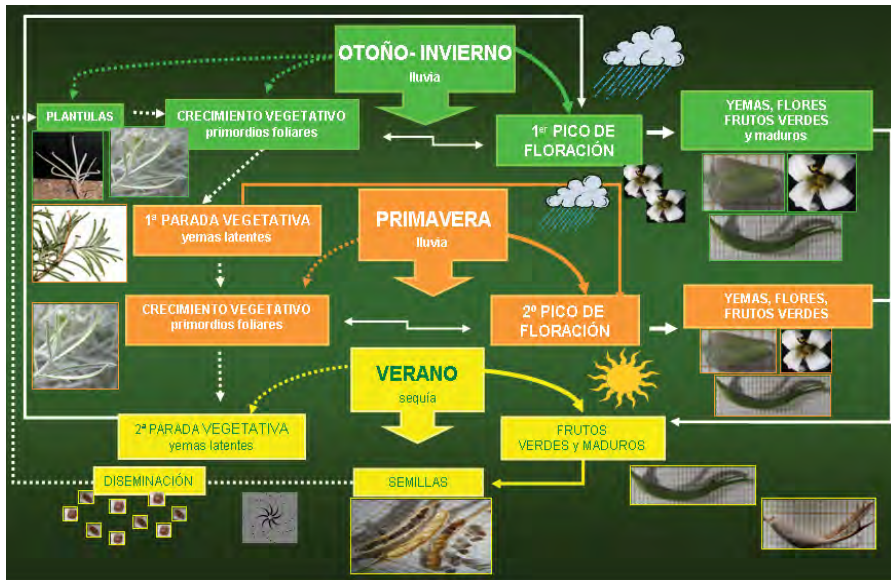 OTOÑO- INVIERNO
lluvia
PLANTULAS
CRECIMIENTO VEGETATIVO
primordios foliares
1er PICO DE
FLORACIÓN
YEMAS, FLORES
FRUTOS VERDES
y maduros
1ª PARADA VEGETATIVA
yemas latentes
PRIMAVERA
lluvia
CRECIMIENTO VEGETATIVO
primordios foliares
2º PICO DE
FLORACIÓN
YEMAS, FLORES,
FRUTOS VERDES
VERANO
sequía
2ª PARADA VEGETATIVA
yemas latentes
FRUTOS
VERDES y MADUROS
DISEMINACIÓN
SEMILLAS